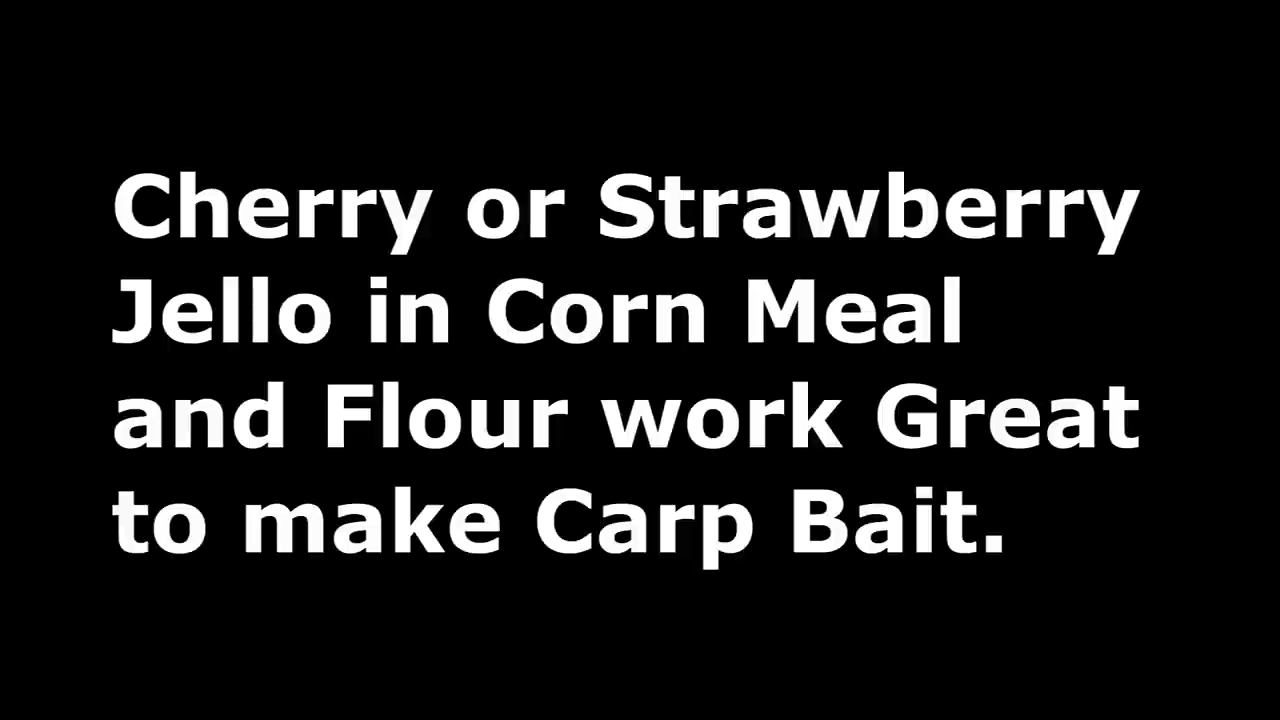 Cherry or Strawberry
Jello in Corn Meal
and Flour work Great
to make Carp Bait.